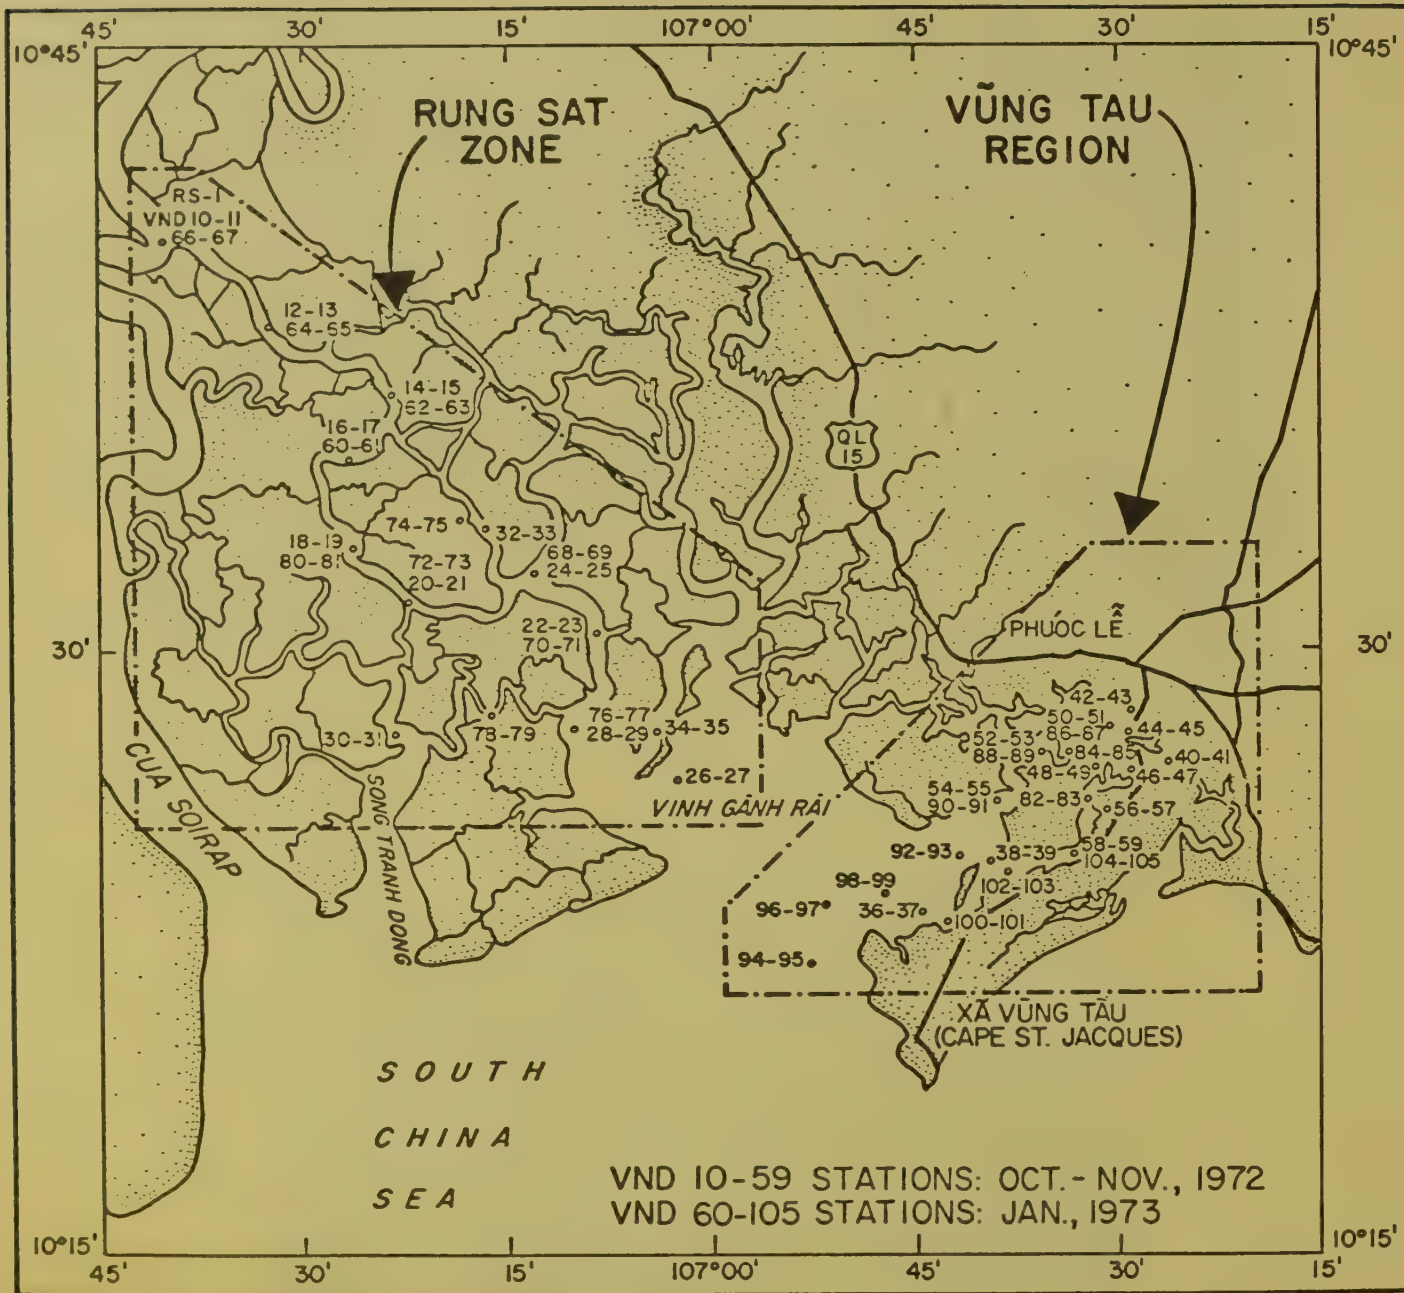 45' 30' 15' 107°00' 45' 30' 15'
10°45' 10°45'
RUNG SAT
ZONE
VŨNG TAU
REGION
RS-1
VND 10-11
66-67
12-13
64-65
14-15
62-63
16-17
60-61
QL
15
74-75
32-33
18-19
80-81
72-73
20-21
68-69
24-25
22-23
70-71
PHUÓC LỄ
30' 30'
42-43
50-51
86-87
44-45
52-53
88-89
84-85
40-41
48-49
46-47
30-31
78-79
76-77
28-29
34-35
26-27
54-55
90-91
82-83
56-57
VINH GÀNH RÀI
CUA SOIRAP
SONG TRANH DONG
92-93
38-39
58-59
104-105
98-99
102-103
96-97
36-37
100-101
94-95
XÃ VŨNG TÃU
(CAPE ST. JACQUES)
SOUTH
CHINA
SEA
VND 10-59 STATIONS: OCT.-NOV., 1972
VND 60-105 STATIONS: JAN., 1973
10°15' 10°15'
45' 30' 15' 107°00' 45' 30' 15'